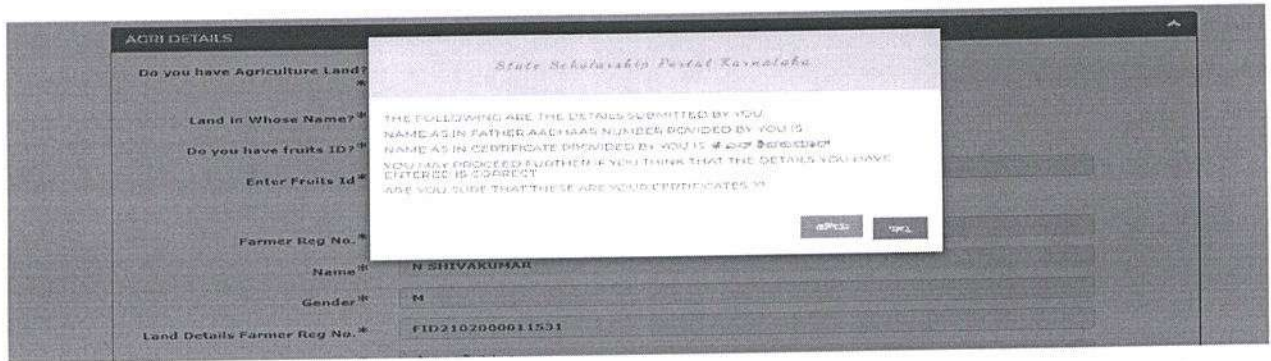 AGRI DETAILS
Do you have Agriculture Land?
*
Land in Whose Name?*
Do you have fruits ID?*
Enter Fruits Id*
Farmer Reg No.*
Name* N SHIVAKUMAR
Gender* M
Land Details Farmer Reg No.* FID2102000011531
State Scholarship Portal Karnataka
THE FOLLOWING ARE THE DETAILS SUBMITTED BY YOU
NAME AS IN FATHER AADHAAR NUMBER PROVIDED BY YOU IS
NAME AS IN CERTIFICATE PROVIDED BY YOU IS
YOU MAY PROCEED FURTHER IF YOU THINK THAT THE DETAILS YOU HAVE
ENTERED IS CORRECT
ARE YOU SURE THAT THESE ARE YOUR CERTIFICATES ??